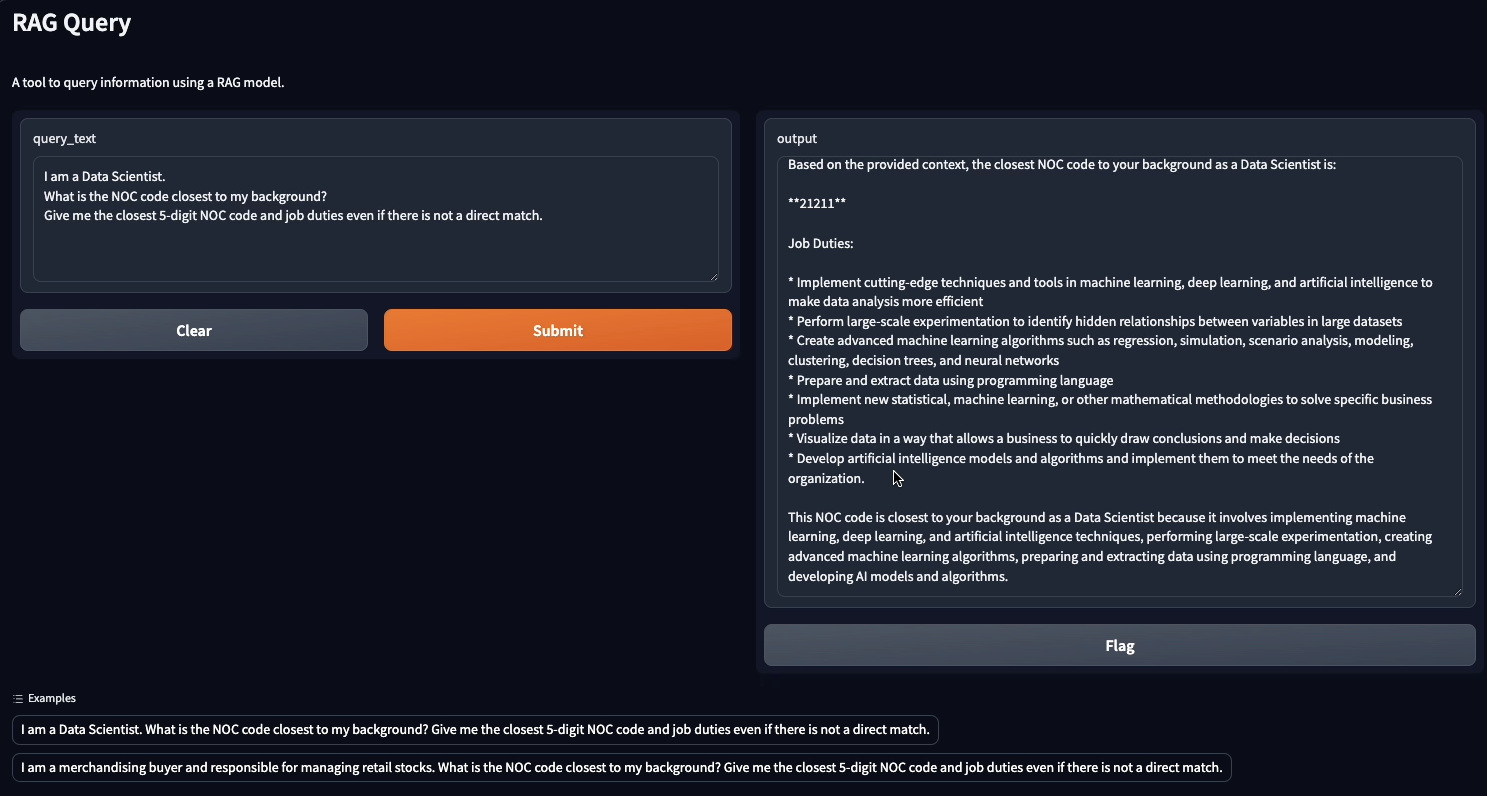 RAG Query
A tool to query information using a RAG model.
query_text
I am a Data Scientist.
What is the NOC code closest to my background?
Give me the closest 5-digit NOC code and job duties even if there is not a direct match.
Clear
Submit
output
Based on the provided context, the closest NOC code to your background as a Data Scientist is:
**21211**
Job Duties:
* Implement cutting-edge techniques and tools in machine learning, deep learning, and artificial intelligence to
make data analysis more efficient
* Perform large-scale experimentation to identify hidden relationships between variables in large datasets
* Create advanced machine learning algorithms such as regression, simulation, scenario analysis, modeling,
clustering, decision trees, and neural networks
* Prepare and extract data using programming language
* Implement new statistical, machine learning, or other mathematical methodologies to solve specific business
problems
* Visualize data in a way that allows a business to quickly draw conclusions and make decisions
* Develop artificial intelligence models and algorithms and implement them to meet the needs of the
organization.
This NOC code is closest to your background as a Data Scientist because it involves implementing machine
learning, deep learning, and artificial intelligence techniques, performing large-scale experimentation, creating
advanced machine learning algorithms, preparing and extracting data using programming language, and
developing AI models and algorithms.
Flag
Examples
I am a Data Scientist. What is the NOC code closest to my background? Give me the closest 5-digit NOC code and job duties even if there is not a direct match.
I am a merchandising buyer and responsible for managing retail stocks. What is the NOC code closest to my background? Give me the closest 5-digit NOC code and job duties even if there is not a direct match.